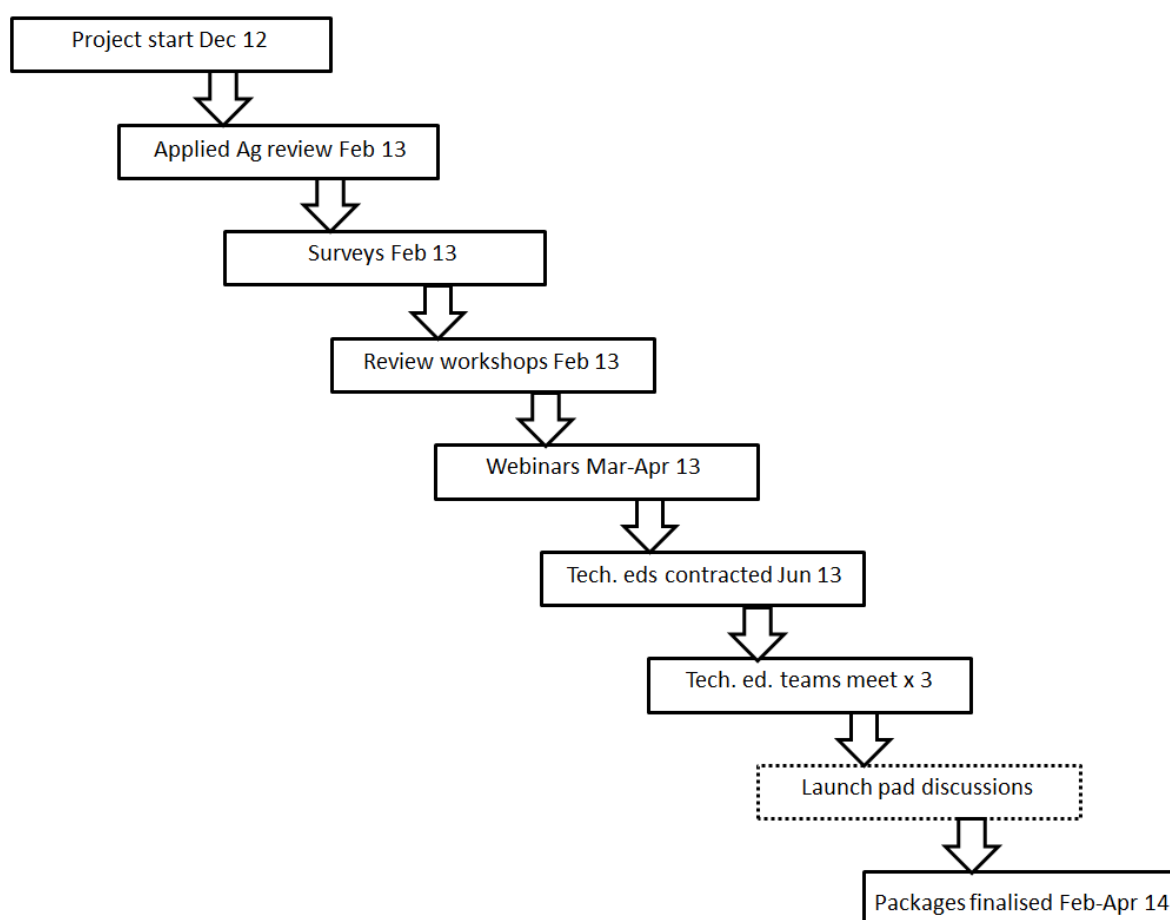 Project start Dec 12
Applied Ag review Feb 13
Surveys Feb 13
Review workshops Feb 13
Webinars Mar-Apr 13
Tech. eds contracted Jun 13
Tech. ed. teams meet x 3
Launch pad discussions
Packages finalised Feb-Apr 14